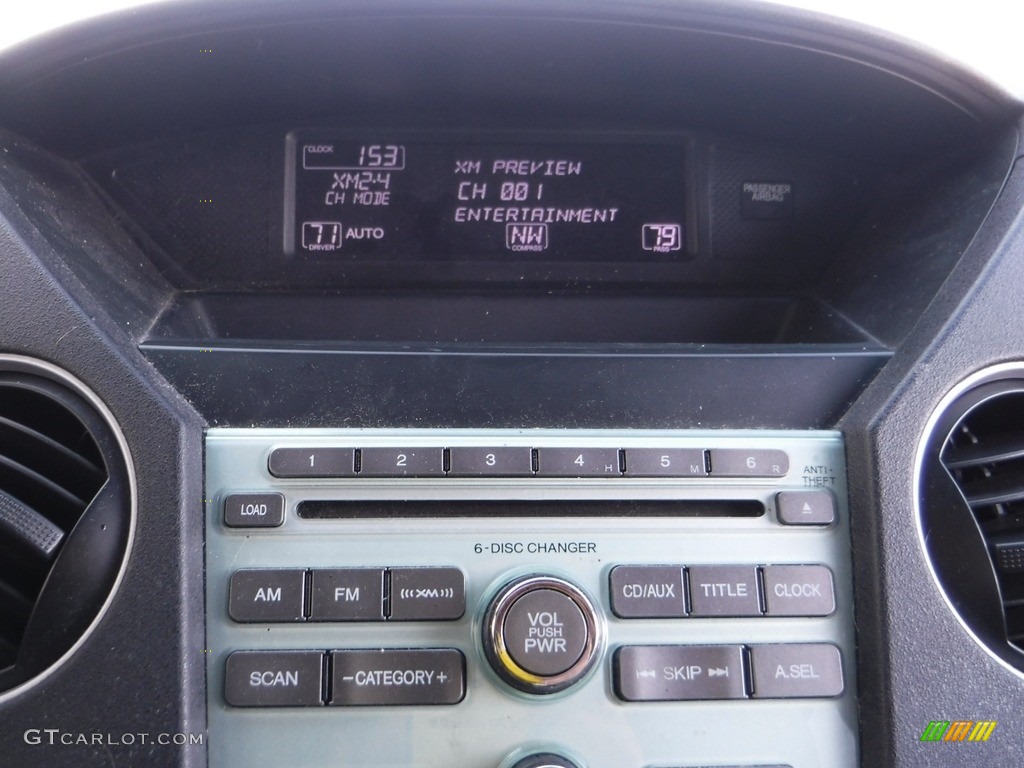 CLOCK 153
XM2-4
CH MODE
XM PREVIEW
CH 001
ENTERTAINMENT
71 AUTO
DRIVER
NW
COMPASS
79
PASS
PASSENGER
AIRBAG
1 2 3 4 H 5 M 6 R
ANTI-
THEFT
LOAD
6-DISC CHANGER
AM FM (((XM)))
VOL
PUSH
PWR
CD/AUX TITLE CLOCK
SCAN -CATEGORY+
SKIP A.SEL
GTCARLOT.COM